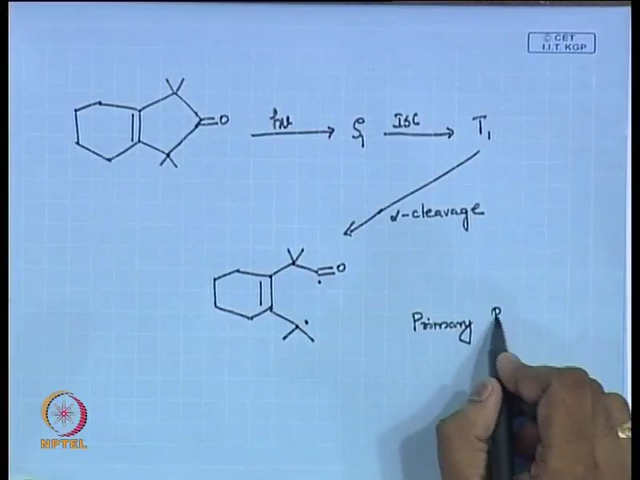 © CET
I.I.T. KGP
O hν S1 ISC T1
α-cleavage
O
Primary P
NPTEL